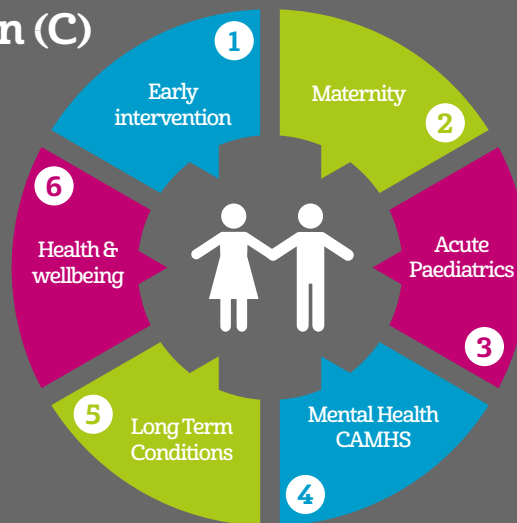 n (C)
1
Early
intervention
Maternity
2
Acute
Paediatrics
3
Mental Health
CAMHS
4
5
Long Term
Conditions
6
Health &
wellbeing